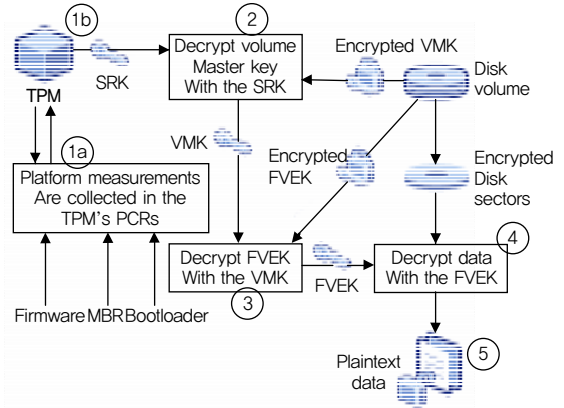 1b
2
Decrypt volume
Master key
With the SRK
Encrypted VMK
Disk
volume
TPM
SRK
1a
Platform measurements
Are collected in the
TPM's PCRs
VMK
Encrypted
FVEK
Encrypted
Disk
sectors
Decrypt FVEK
With the VMK
3
FVEK
4
Decrypt data
With the FVEK
Firmware MBR Bootloader
Plaintext
data
5